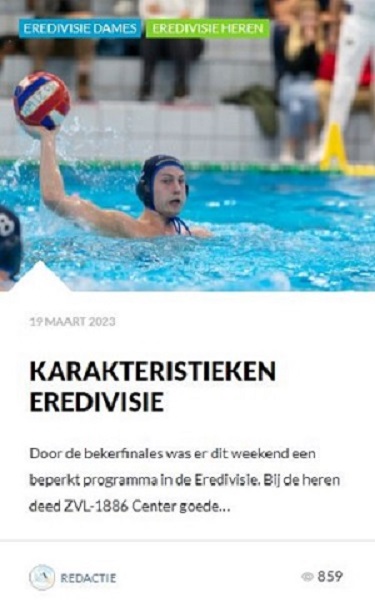 EREDIVISIE DAMES EREDIVISIE HEREN
8
19 MAART 2023
KARAKTERISTIEKEN
EREDIVISIE
Door de bekerfinales was er dit weekend een
beperkt programma in de Eredivisie. Bij de heren
deed ZVL-1886 Center goede...
REDACTIE 859